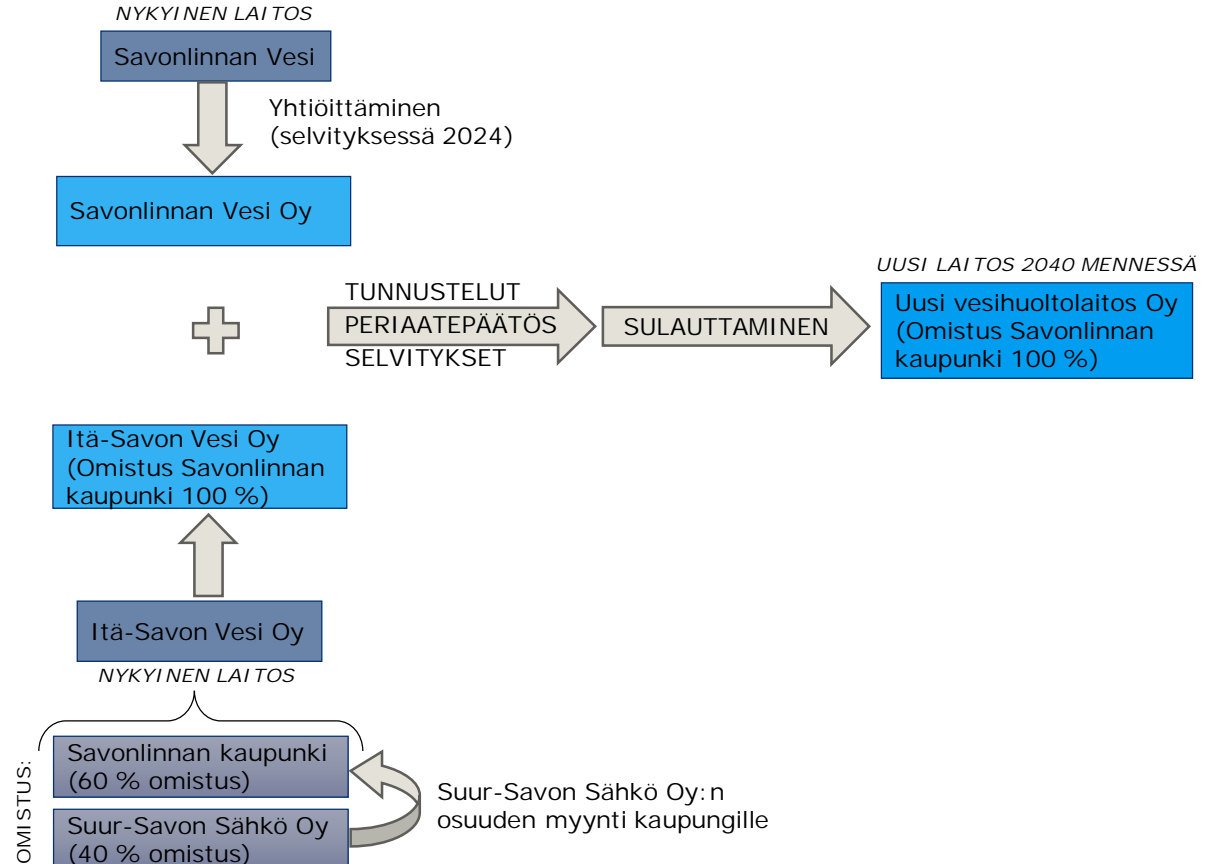 NYKYINEN LAITOS
Savonlinnan Vesi
Yhtiöittäminen
(selvityksessä 2024)
Savonlinnan Vesi Oy
TUNNUSTELUT
PERIAATEPÄÄTÖS
SELVITYKSET
SULAUTTAMINEN
UUSI LAITOS 2040 MENNESSÄ
Uusi vesihuoltolaitos Oy
(Omistus Savonlinnan
kaupunki 100 %)
Itä-Savon Vesi Oy
(Omistus Savonlinnan
kaupunki 100 %)
Itä-Savon Vesi Oy
NYKYINEN LAITOS
OMISTUS:
Savonlinnan kaupunki
(60 % omistus)
Suur-Savon Sähkö Oy
(40 % omistus)
Suur-Savon Sähkö Oy:n
osuuden myynti kaupungille